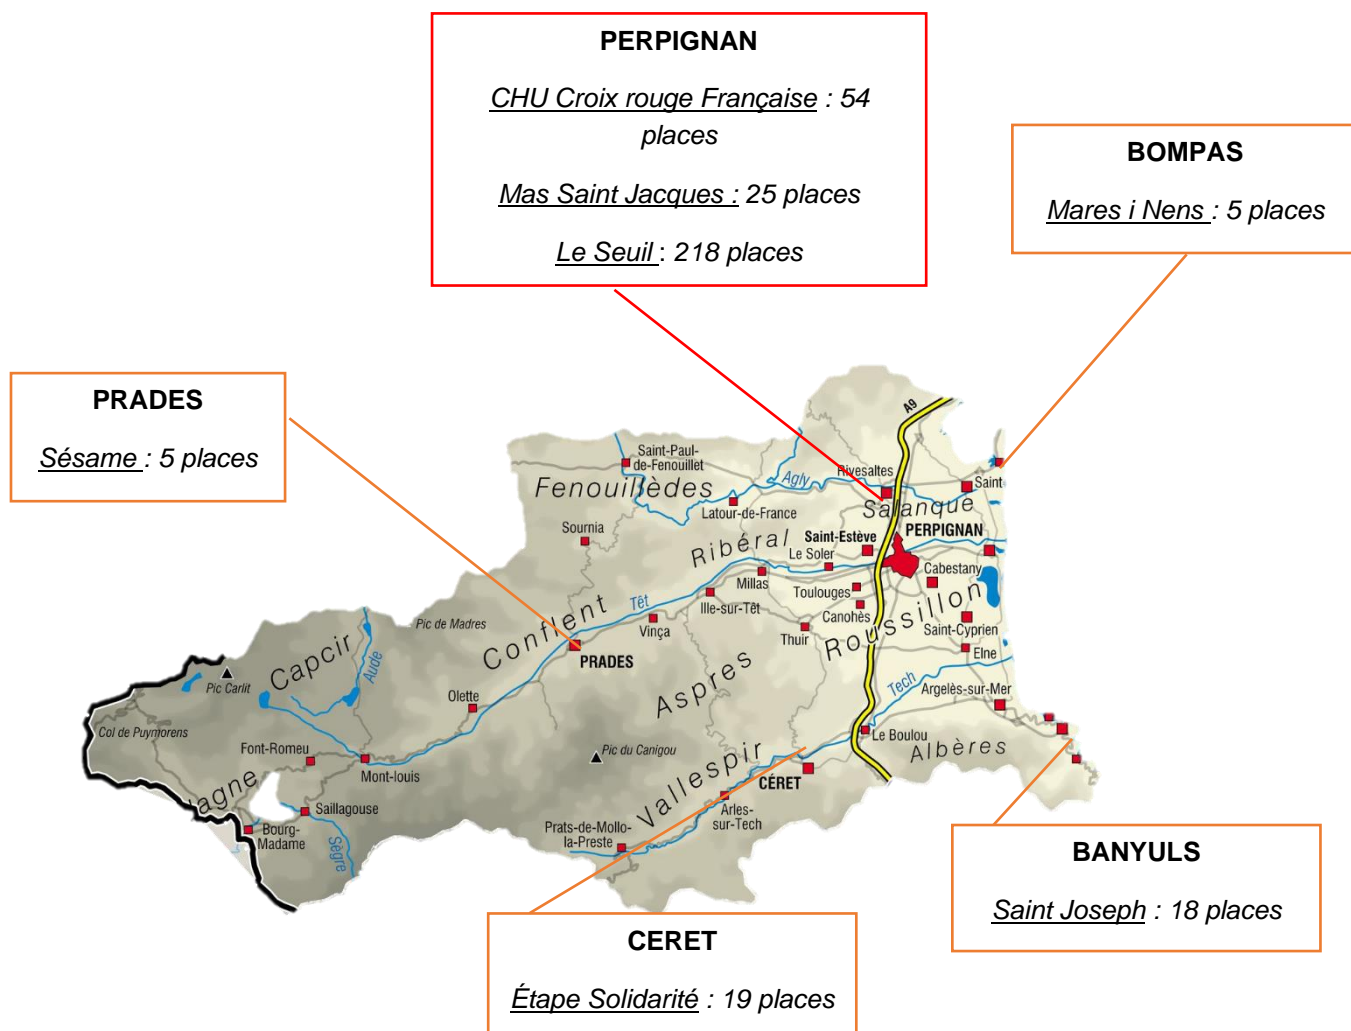 PERPIGNAN
CHU Croix rouge Française : 54
places
Mas Saint Jacques : 25 places
Le Seuil : 218 places
BOMPAS
Mares i Nens : 5 places
PRADES
Sésame : 5 places
A9
Saint-Paul-
de-Fenouillet
Fenouillèdes
Agly
Rivesaltes
Saint
Latour-de-France
Salanque
Sournia
Ribéral
Saint-Estève
PERPIGNAN
Le Soler
Millas
Cabestany
Toulouges
Têt
Ille-sur-Têt
Canohès
Roussillon
Pic de Madres
Conflent
Vinça
Thuir
Saint-Cyprien
Elne
Capcir
Aude
PRADES
Aspres
Pic Carlit
Tech
Argelès-sur-Mer
Olette
Col de Puymorens
Font-Romeu
Mont-louis
Pic du Canigou
Le Boulou
Albères
Vallespir
CÉRET
lagne
Saillagouse
Arles-
sur-Tech
Bourg-
Madame
Sègre
Prats-de-Mollo-
la-Preste
BANYULS
Saint Joseph : 18 places
CERET
Étape Solidarité : 19 places